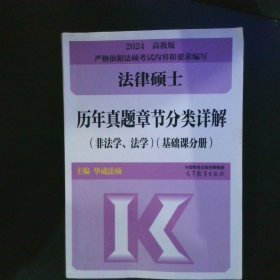 2024 高教版
严格依据法硕考试内容和要求编写
法律硕士
历年真题章节分类详解
(非法学、法学)(基础课分册)
主编 华成法硕
高等教育出版社